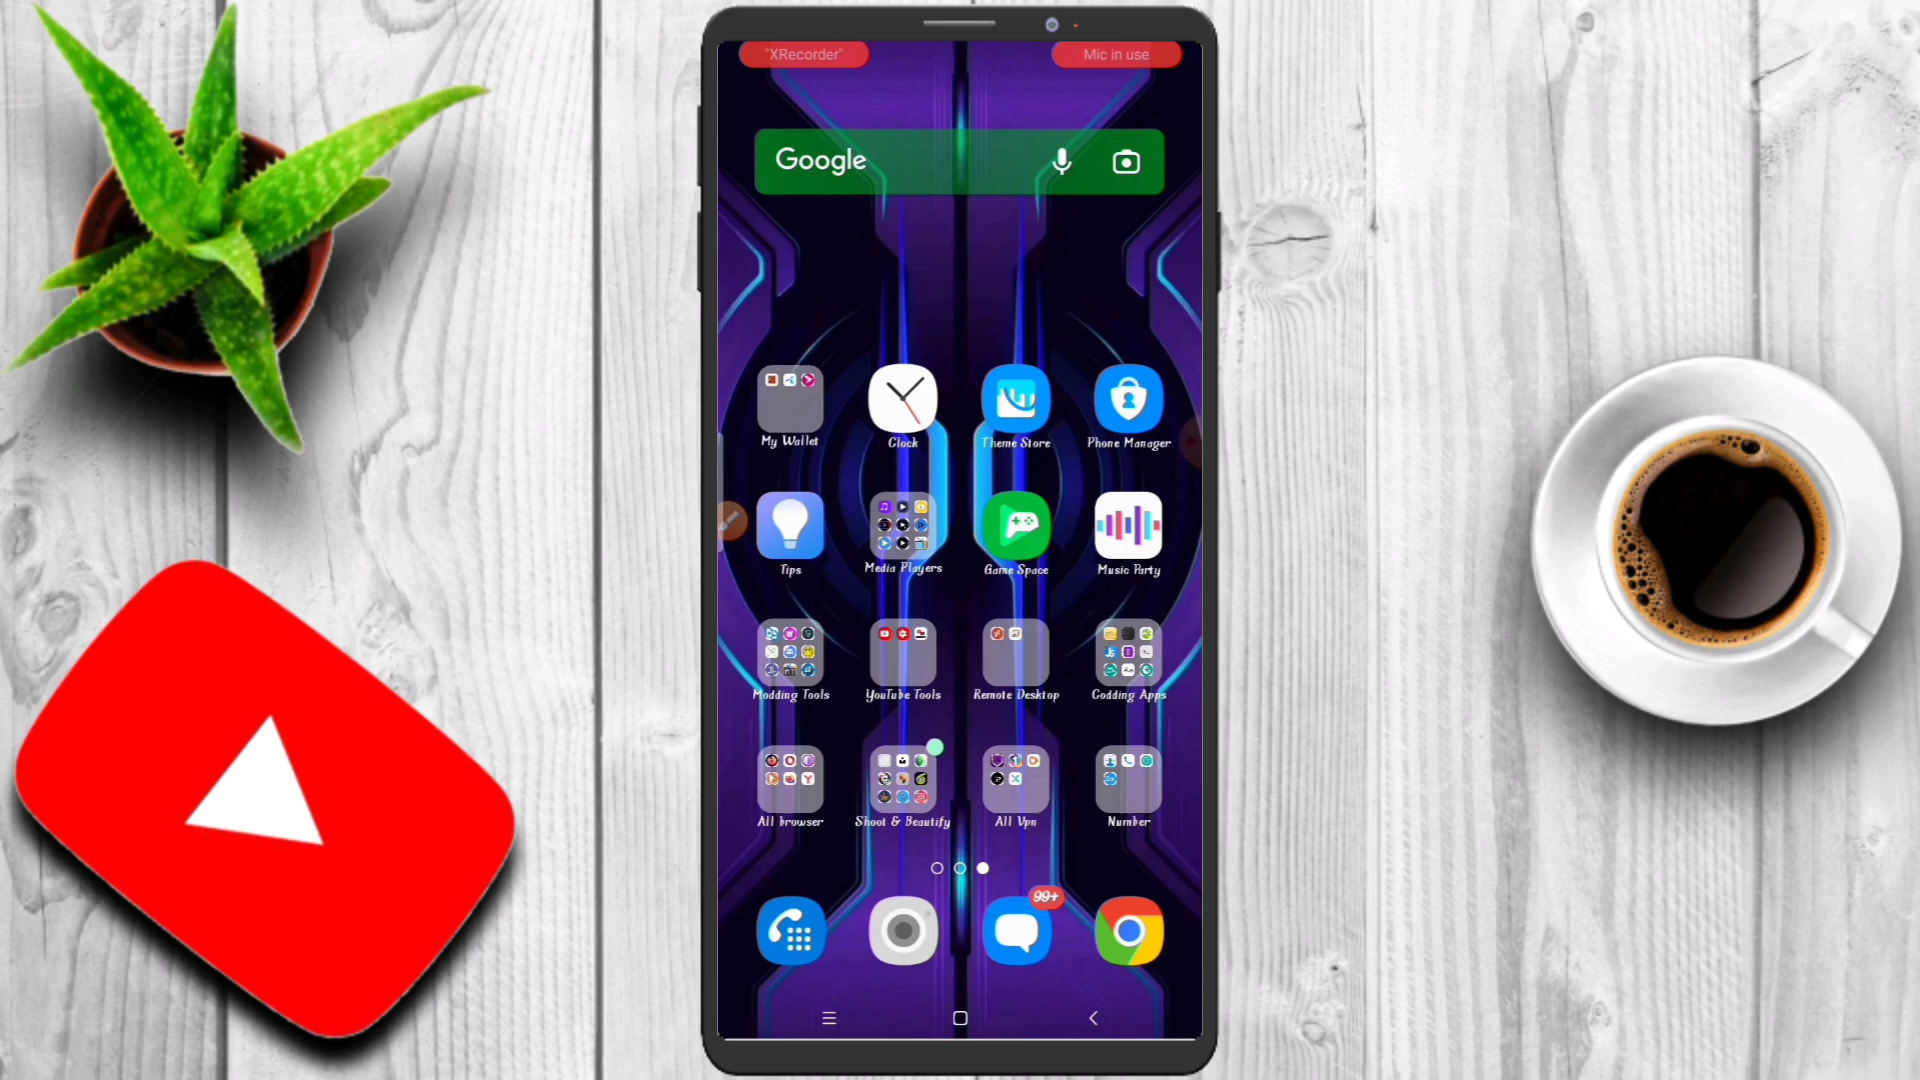 "XRecorder" Mic in use
Google
My Wallet Clock Theme Store Phone Manager
Tips Media Players Game Space Music Party
Modding Tools YouTube Tools Remote Desktop Codding Apps
All browser Shoot & Beautify All Vpn Number
99+